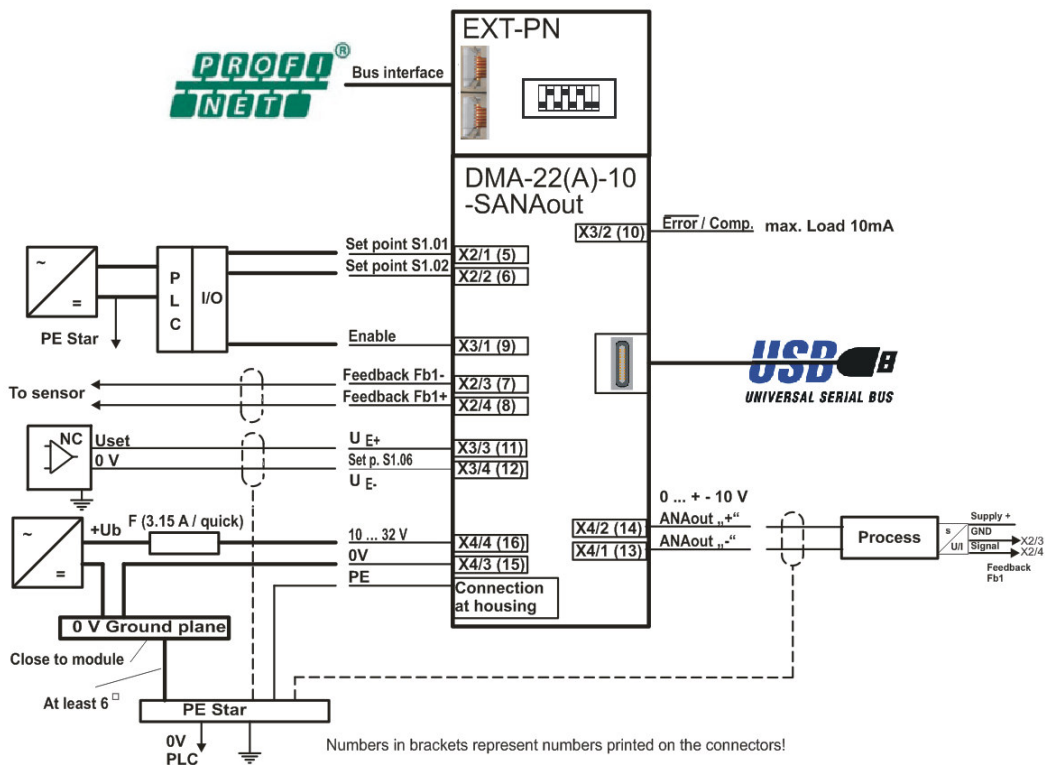 EXT-PN
PROFI®
NET
Bus interface
DMA-22(A)-10
-SANAout
X3/2 (10)
Error / Comp.
max. Load 10mA
Set point S1.01
X2/1 (5)
Set point S1.02
X2/2 (6)
~
=
P
L
C
I/O
PE Star
Enable
X3/1 (9)
To sensor
Feedback Fb1-
X2/3 (7)
Feedback Fb1+
X2/4 (8)
USB
UNIVERSAL SERIAL BUS
NC
Uset
U E+
X3/3 (11)
0 V
Set p. S1.06
X3/4 (12)
U E-
0 ... + - 10 V
~
=
+Ub
F (3.15 A / quick)
10 ... 32 V
X4/4 (16)
0V
X4/3 (15)
PE
Connection
at housing
X4/2 (14)
ANAout „+“
X4/1 (13)
ANAout „-“
Process
s
U/I
Supply +
GND
X2/3
Signal
X2/4
Feedback
Fb1
0 V Ground plane
Close to module
At least 6 □
PE Star
0V
PLC
Numbers in brackets represent numbers printed on the connectors!